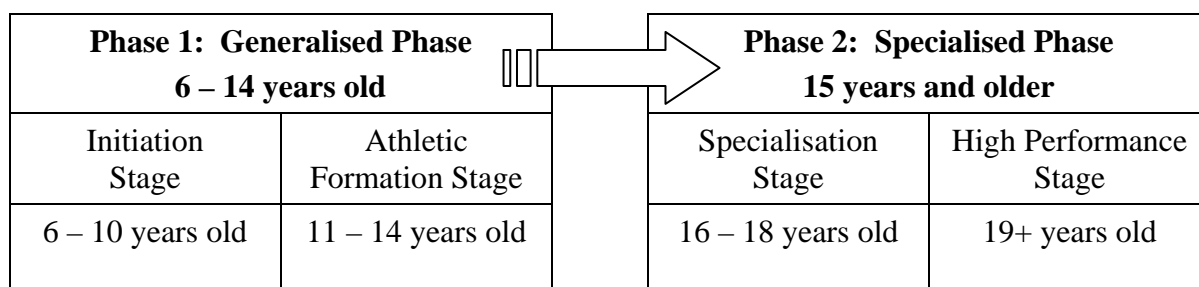 Phase 1: Generalised Phase
6 – 14 years old
Phase 2: Specialised Phase
15 years and older
Initiation
Stage
Athletic
Formation Stage
Specialisation
Stage
High Performance
Stage
6 – 10 years old
11 – 14 years old
16 – 18 years old
19+ years old